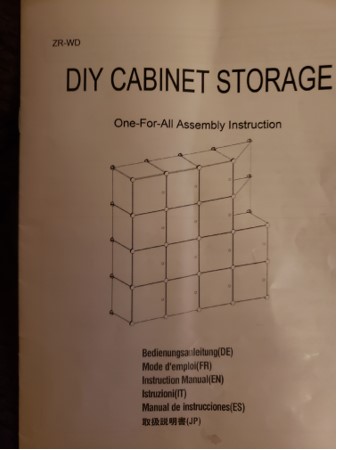 ZR-WD
DIY CABINET STORAGE
One-For-All Assembly Instruction
Bedienungsanleitung(DE)
Mode d'emploi(FR)
Instruction Manual(EN)
Istruzioni(IT)
Manual de instrucciones(ES)
取扱説明書(JP)